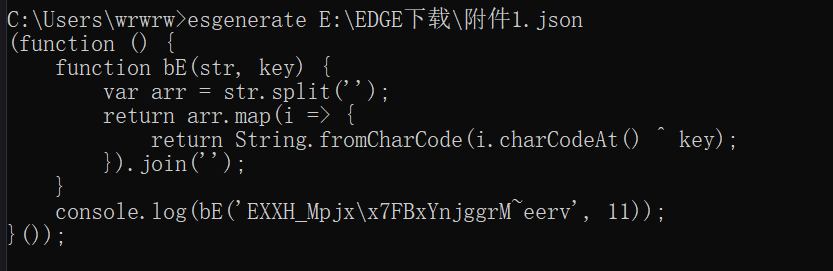 C:\Users\wrwrw>esgenerate E:\EDGE下载\附件1.json
(function () {
    function bE(str, key) {
        var arr = str.split('');
        return arr.map(i => {
            return String.fromCharCode(i.charCodeAt() ^ key);
        }).join('');
    }
    console.log(bE('EXXH_Mpjx\x7FBxYnjggrM~eerv', 11));
}());